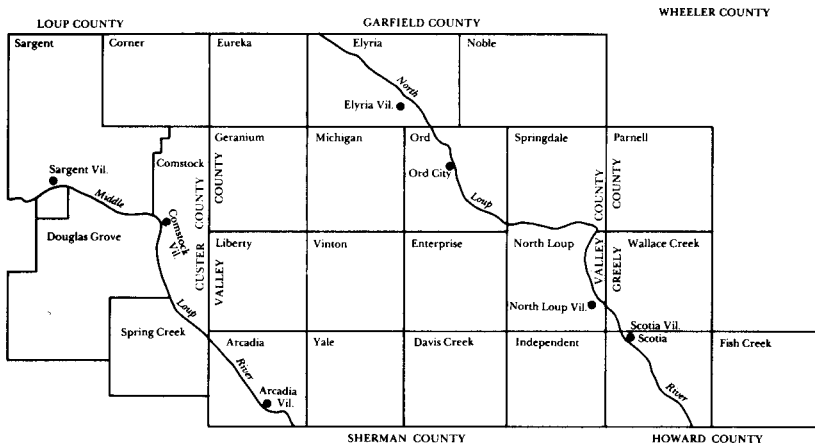 WHEELER COUNTY
LOUP COUNTY
GARFIELD COUNTY
Sargent
Corner
Eureka
Elyria
Noble
North
Elyria Vil.
Geranium
Michigan
Ord
Springdale
Parnell
Comstock
Sargent Vil.
Ord City
Middle
Loup
COUNTY
COUNTY
COUNTY
COUNTY
Comstock
Vil.
Douglas Grove
CUSTER
VALLEY
Liberty
Vinton
Enterprise
North Loup
VALLEY
GREELY
Wallace Creek
Loup
North Loup Vil.
Spring Creek
Arcadia
Yale
Davis Creek
Independent
Scotia Vil.
Scotia
Fish Creek
River
Arcadia
Vil.
River
SHERMAN COUNTY
HOWARD COUNTY